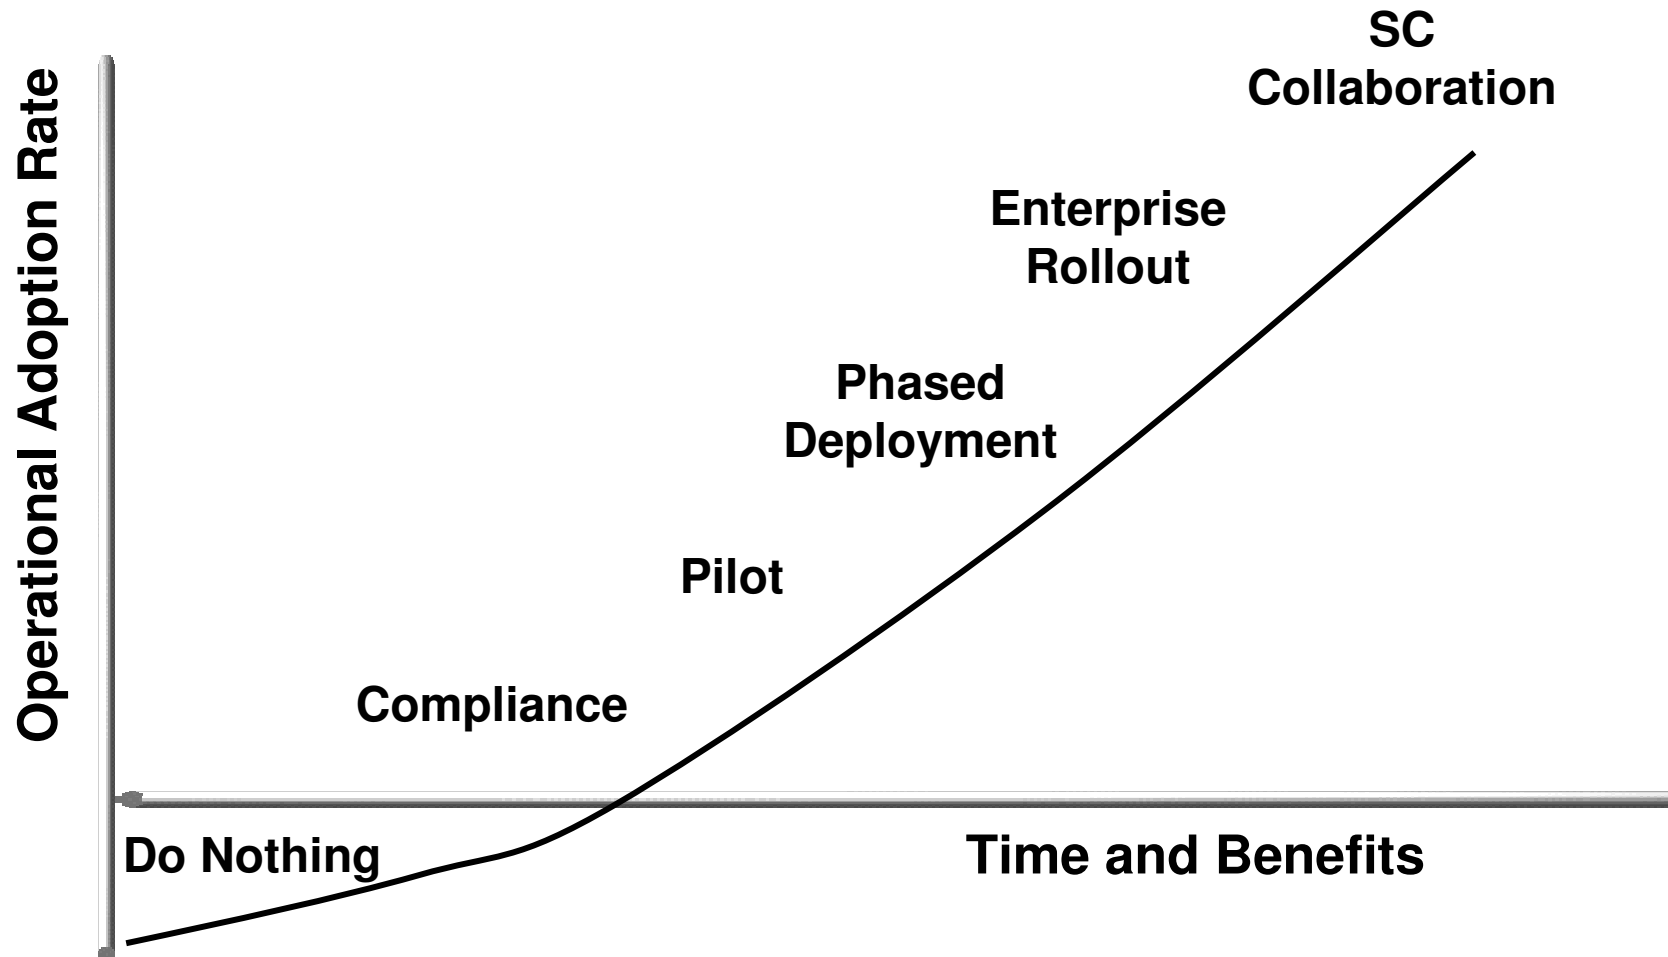 SC
Collaboration
Enterprise
Rollout
Phased
Deployment
Pilot
Compliance
Do Nothing
Time and Benefits
Operational Adoption Rate